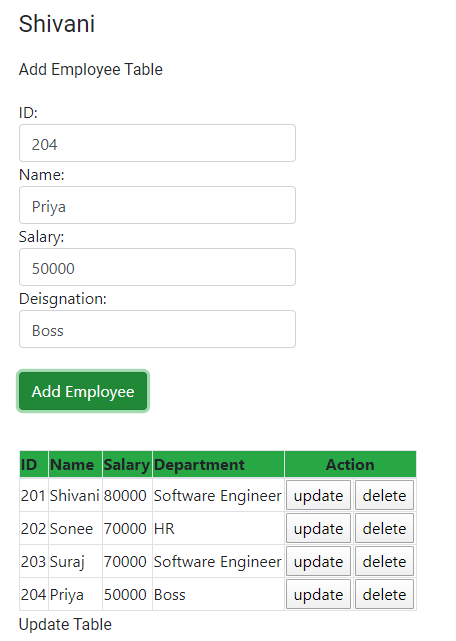 Shivani
Add Employee Table
ID:
204
Name:
Priya
Salary:
50000
Deisgnation:
Boss
Add Employee
ID Name Salary Department Action
201 Shivani 80000 Software Engineer update delete
202 Sonee 70000 HR update delete
203 Suraj 70000 Software Engineer update delete
204 Priya 50000 Boss update delete
Update Table